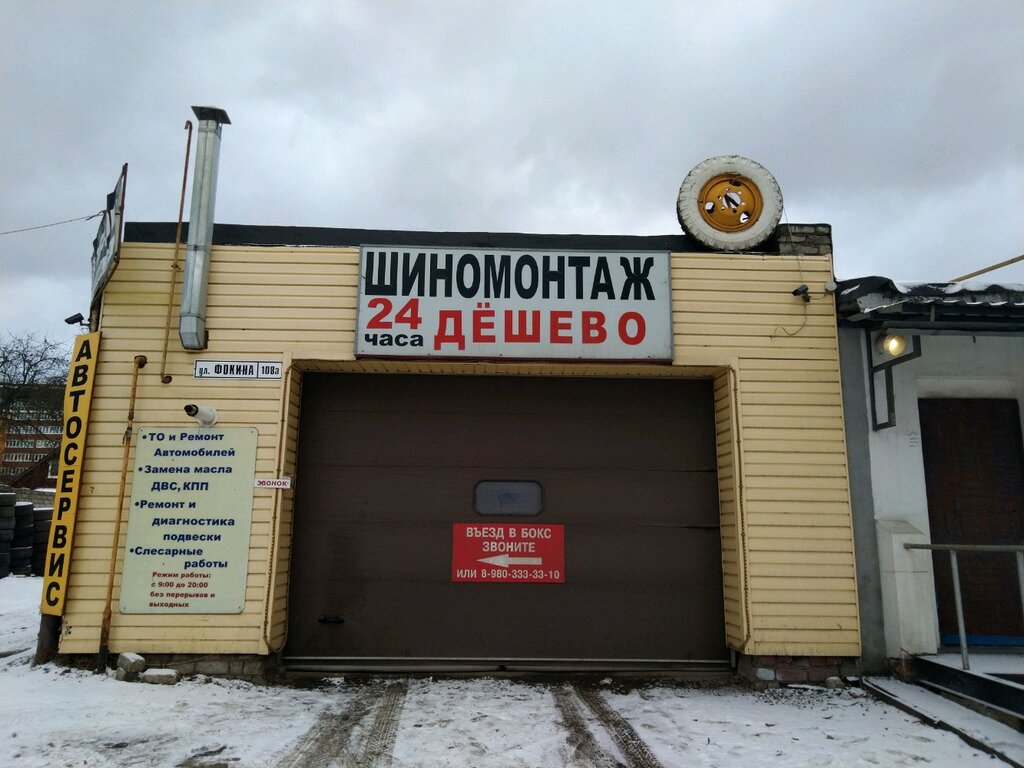 ШИНОМОНТАЖ
24 часа ДЁШЕВО
ул. ФОКИНА 108а
АВТОСЕРВИС
•ТО и Ремонт
Автомобилей
•Замена масла
ДВС,КПП
•Ремонт и
диагностика
подвески
•Слесарные
работы
Режим работы:
с 9:00 до 20:00
без перерывов и
выходных
ЗВОНОК
ВЪЕЗД В БОКС
ЗВОНИТЕ
ИЛИ 8-980-333-33-10